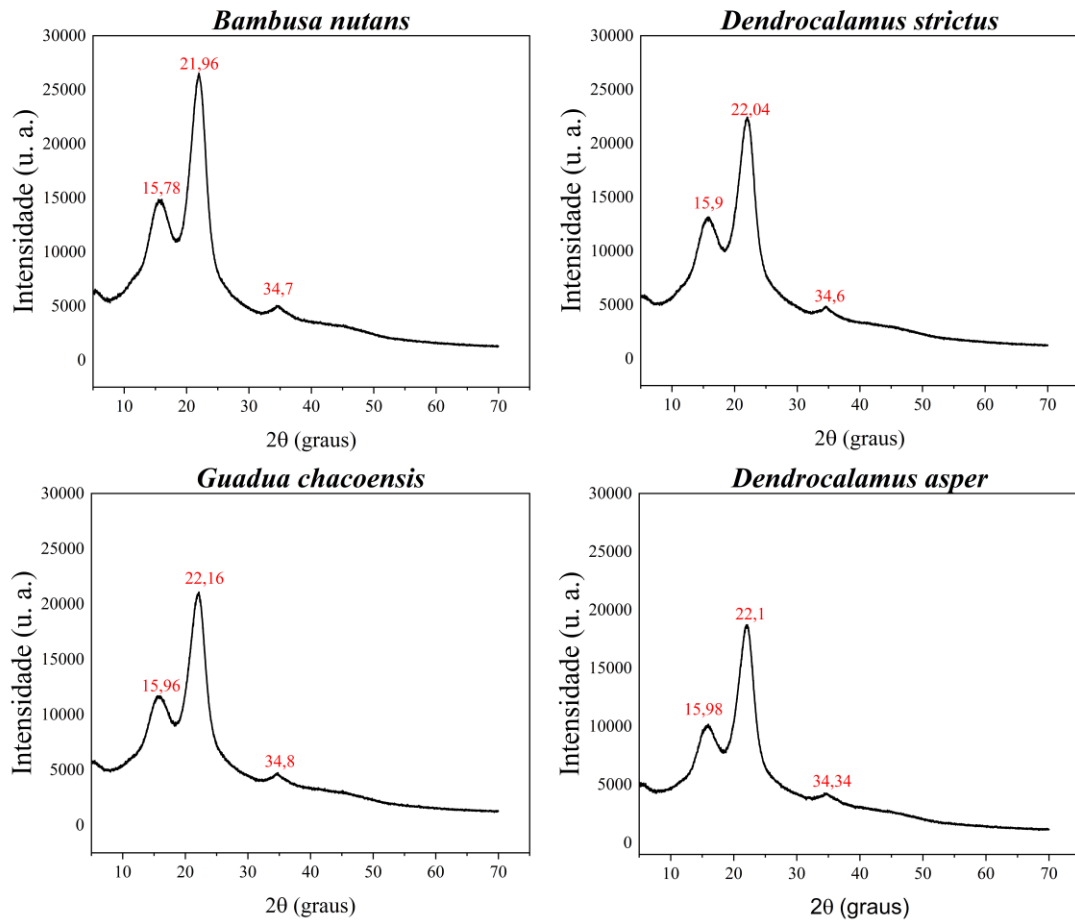 Bambusa nutans
Intensidade (u. a.)
30000
25000
20000
15000
10000
5000
0
21,96
15,78
34,7
10 20 30 40 50 60 70
2θ (graus)
Dendrocalamus strictus
Intensidade (u. a.)
30000
25000
20000
15000
10000
5000
0
22,04
15,9
34,6
10 20 30 40 50 60 70
2θ (graus)
Guadua chacoensis
Intensidade (u. a.)
30000
25000
20000
15000
10000
5000
0
22,16
15,96
34,8
10 20 30 40 50 60 70
2θ (graus)
Dendrocalamus asper
Intensidade (u. a.)
30000
25000
20000
15000
10000
5000
0
22,1
15,98
34,34
10 20 30 40 50 60 70
2θ (graus)